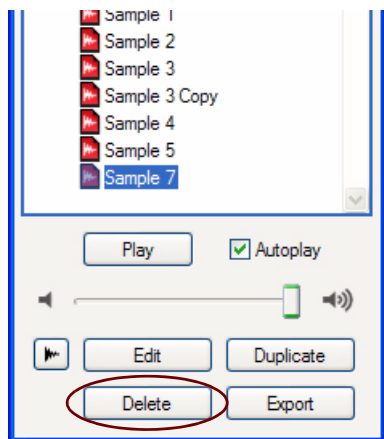 Sample 1
Sample 2
Sample 3
Sample 3 Copy
Sample 4
Sample 5
Sample 7
Play Autoplay
Edit Duplicate
Delete Export